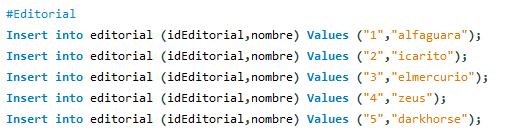 #Editorial
Insert into editorial (idEditorial,nombre) Values ("1","alfaguara");
Insert into editorial (idEditorial,nombre) Values ("2","icarito");
Insert into editorial (idEditorial,nombre) Values ("3","elmercurio");
Insert into editorial (idEditorial,nombre) Values ("4","zeus");
Insert into editorial (idEditorial,nombre) Values ("5","darkhorse");